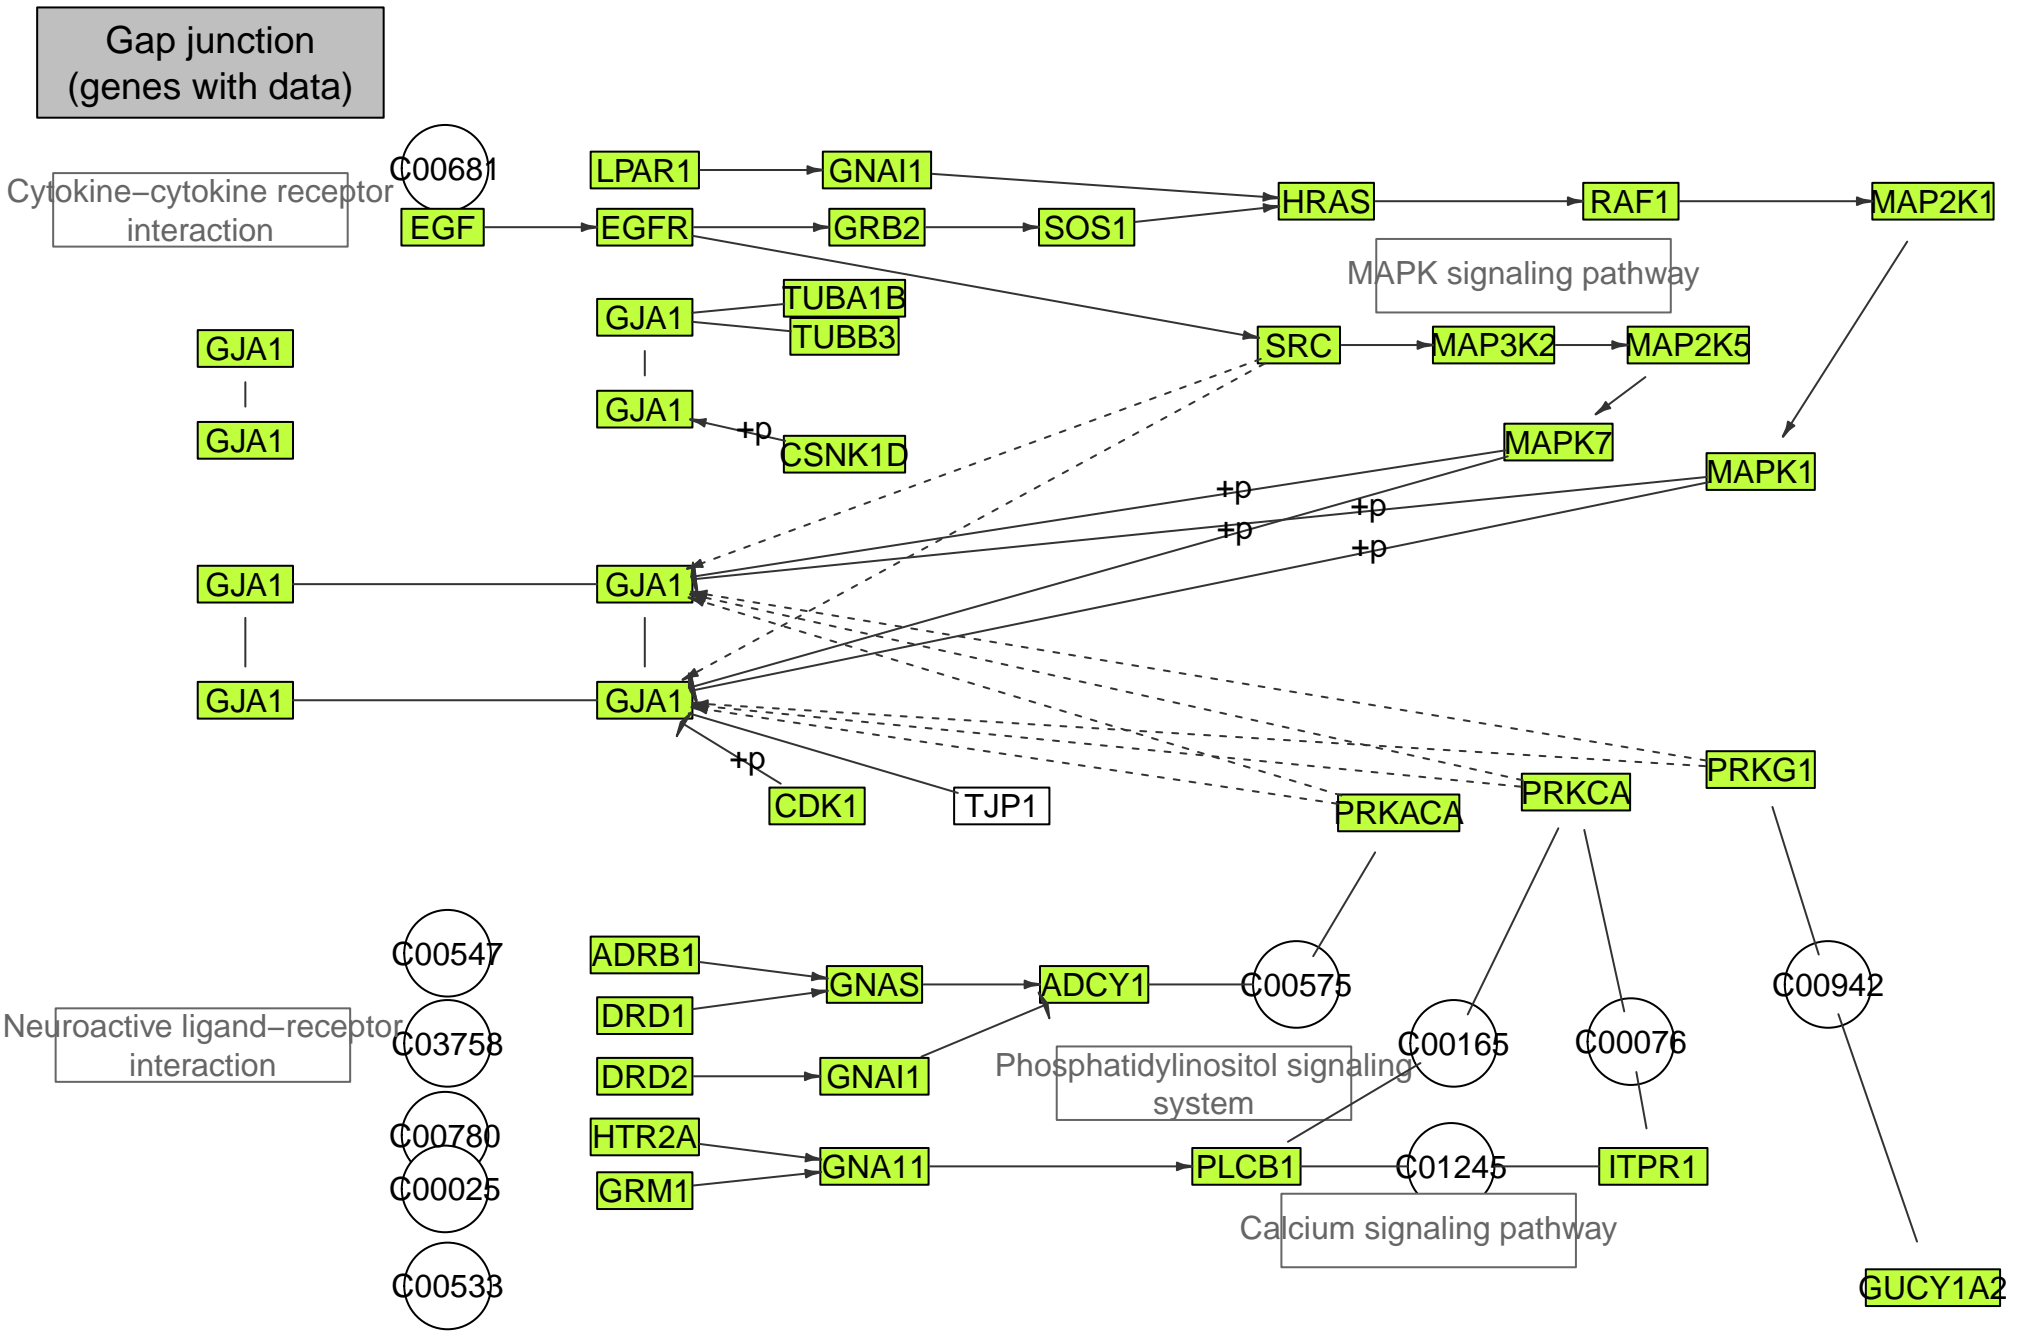 Gap junction
(genes with data)
C00681
LPAR1
GNAI1
Cytokine−cytokine receptor
interaction
HRAS
RAF1
MAP2K1
EGF
EGFR
GRB2
SOS1
MAPK signaling pathway
TUBA1B
GJA1
TUBB3
GJA1
SRC
MAP3K2
MAP2K5
GJA1
+p
GJA1
CSNK1D
MAPK7
MAPK1
+p
+p
+p
+p
GJA1
GJA1
GJA1
GJA1
+p
PRKG1
PRKCA
CDK1
TJP1
PRKACA
C00547
ADRB1
GNAS
ADCY1
C00575
C00942
DRD1
Neuroactive ligand−receptor
interaction
C03758
C00165
C00076
DRD2
GNAI1
Phosphatidylinositol signaling
system
C00780
HTR2A
GNA11
PLCB1
C01245
ITPR1
C00025
GRM1
Calcium signaling pathway
C00533
GUCY1A2